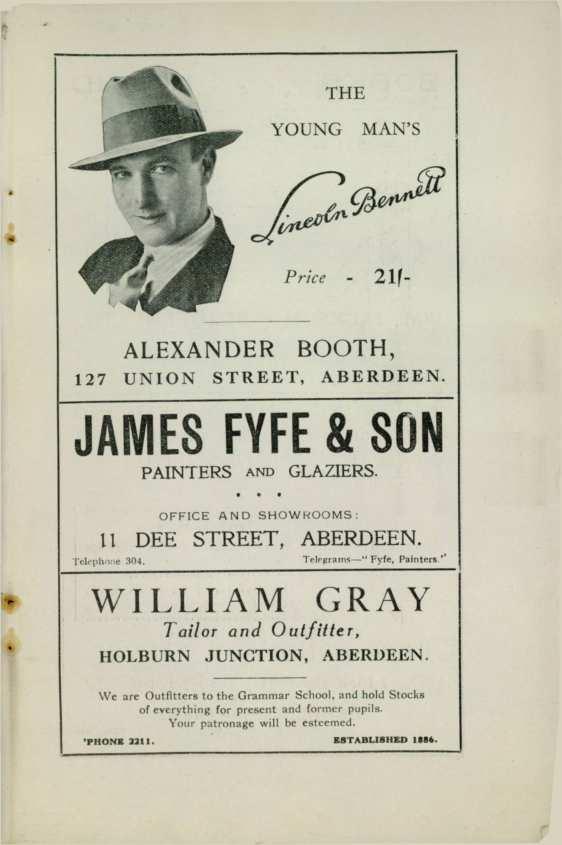 THE
YOUNG MAN'S
Lincoln Bennett
Price - 21/-
ALEXANDER BOOTH,
127 UNION STREET, ABERDEEN.
JAMES FYFE & SON
PAINTERS AND GLAZIERS.
OFFICE AND SHOWROOMS:
11 DEE STREET, ABERDEEN.
Telephone 304. Telegrams—"Fyfe, Painters."
WILLIAM GRAY
Tailor and Outfitter,
HOLBURN JUNCTION, ABERDEEN.
We are Outfitters to the Grammar School, and hold Stocks
of everything for present and former pupils.
Your patronage will be esteemed.
'PHONE 2211. ESTABLISHED 1886.